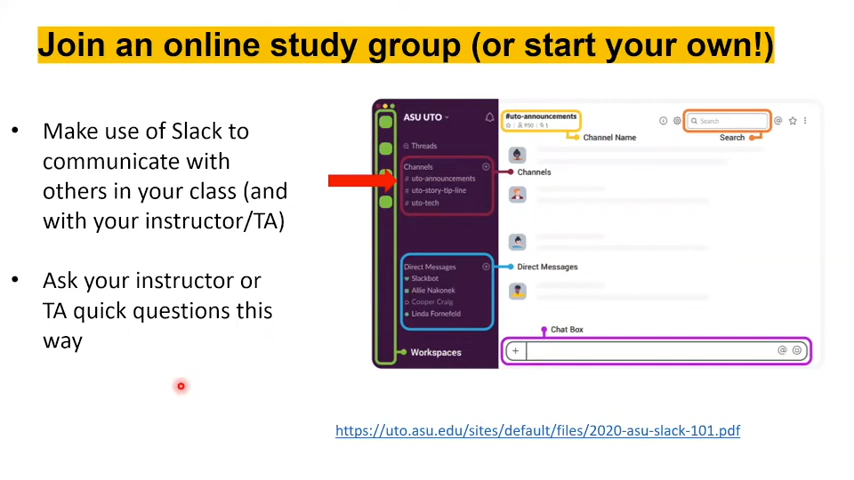 Join an online study group (or start your own!)
• Make use of Slack to
communicate with
others in your class (and
with your instructor/TA)
• Ask your instructor or
TA quick questions this
way
ASU UTO
Threads
Channels
# uto-announcements
# uto-story-tip-line
# uto-tech
Direct Messages
Slackbot
Allie Nakonek
Cooper Craig
Linda Fornefeld
Workspaces
#uto-announcements
950
1
Search
Channel Name
Search
Channels
Direct Messages
Chat Box
https://uto.asu.edu/sites/default/files/2020-asu-slack-101.pdf